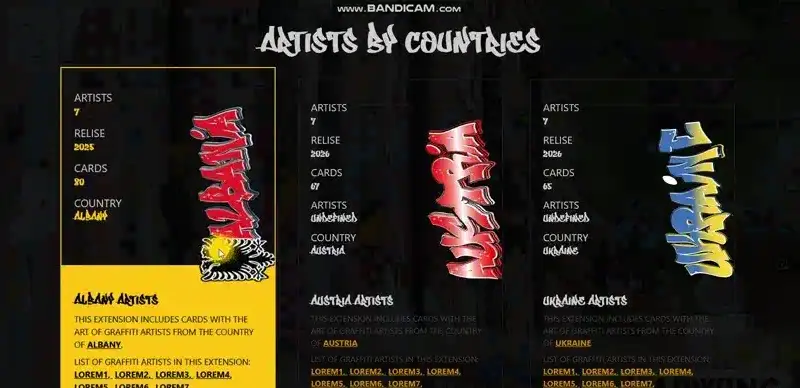 WWW.BANDICAM.COM
ARTISTS BY COUNTRIES
ARTISTS
7
RELISE
2025
CARDS
20
COUNTRY
ALBANY
ALBANY ARTISTS
THIS EXTENSION INCLUDES CARDS WITH THE
ART OF GRAFFITI ARTISTS FROM THE COUNTRY
OF ALBANY.
LIST OF GRAFFITI ARTISTS IN THIS EXTENSION:
LOREM1, LOREM2, LOREM3, LOREM4,
LOREM5, LOREM6, LOREM7,
ARTISTS
7
RELISE
2026
CARDS
67
ARTISTS
UNDEFINED
COUNTRY
AUSTRIA
AUSTRIA
AUSTRIA ARTISTS
THIS EXTENSION INCLUDES CARDS WITH THE
ART OF GRAFFITI ARTISTS FROM THE COUNTRY
OF AUSTRIA
LIST OF GRAFFITI ARTISTS IN THIS EXTENSION:
LOREM1, LOREM2, LOREM3, LOREM4,
LOREM5, LOREM6, LOREM7,
ARTISTS
7
RELISE
2026
CARDS
65
ARTISTS
UNDEFINED
COUNTRY
UKRAINE
UKRAINE
UKRAINE ARTISTS
THIS EXTENSION INCLUDES CARDS WITH THE
ART OF GRAFFITI ARTISTS FROM THE COUNTRY
OF UKRAINE
LIST OF GRAFFITI ARTISTS IN THIS EXTENSION:
LOREM1, LOREM2, LOREM3, LOREM4,
LOREM5, LOREM6, LOREM7,